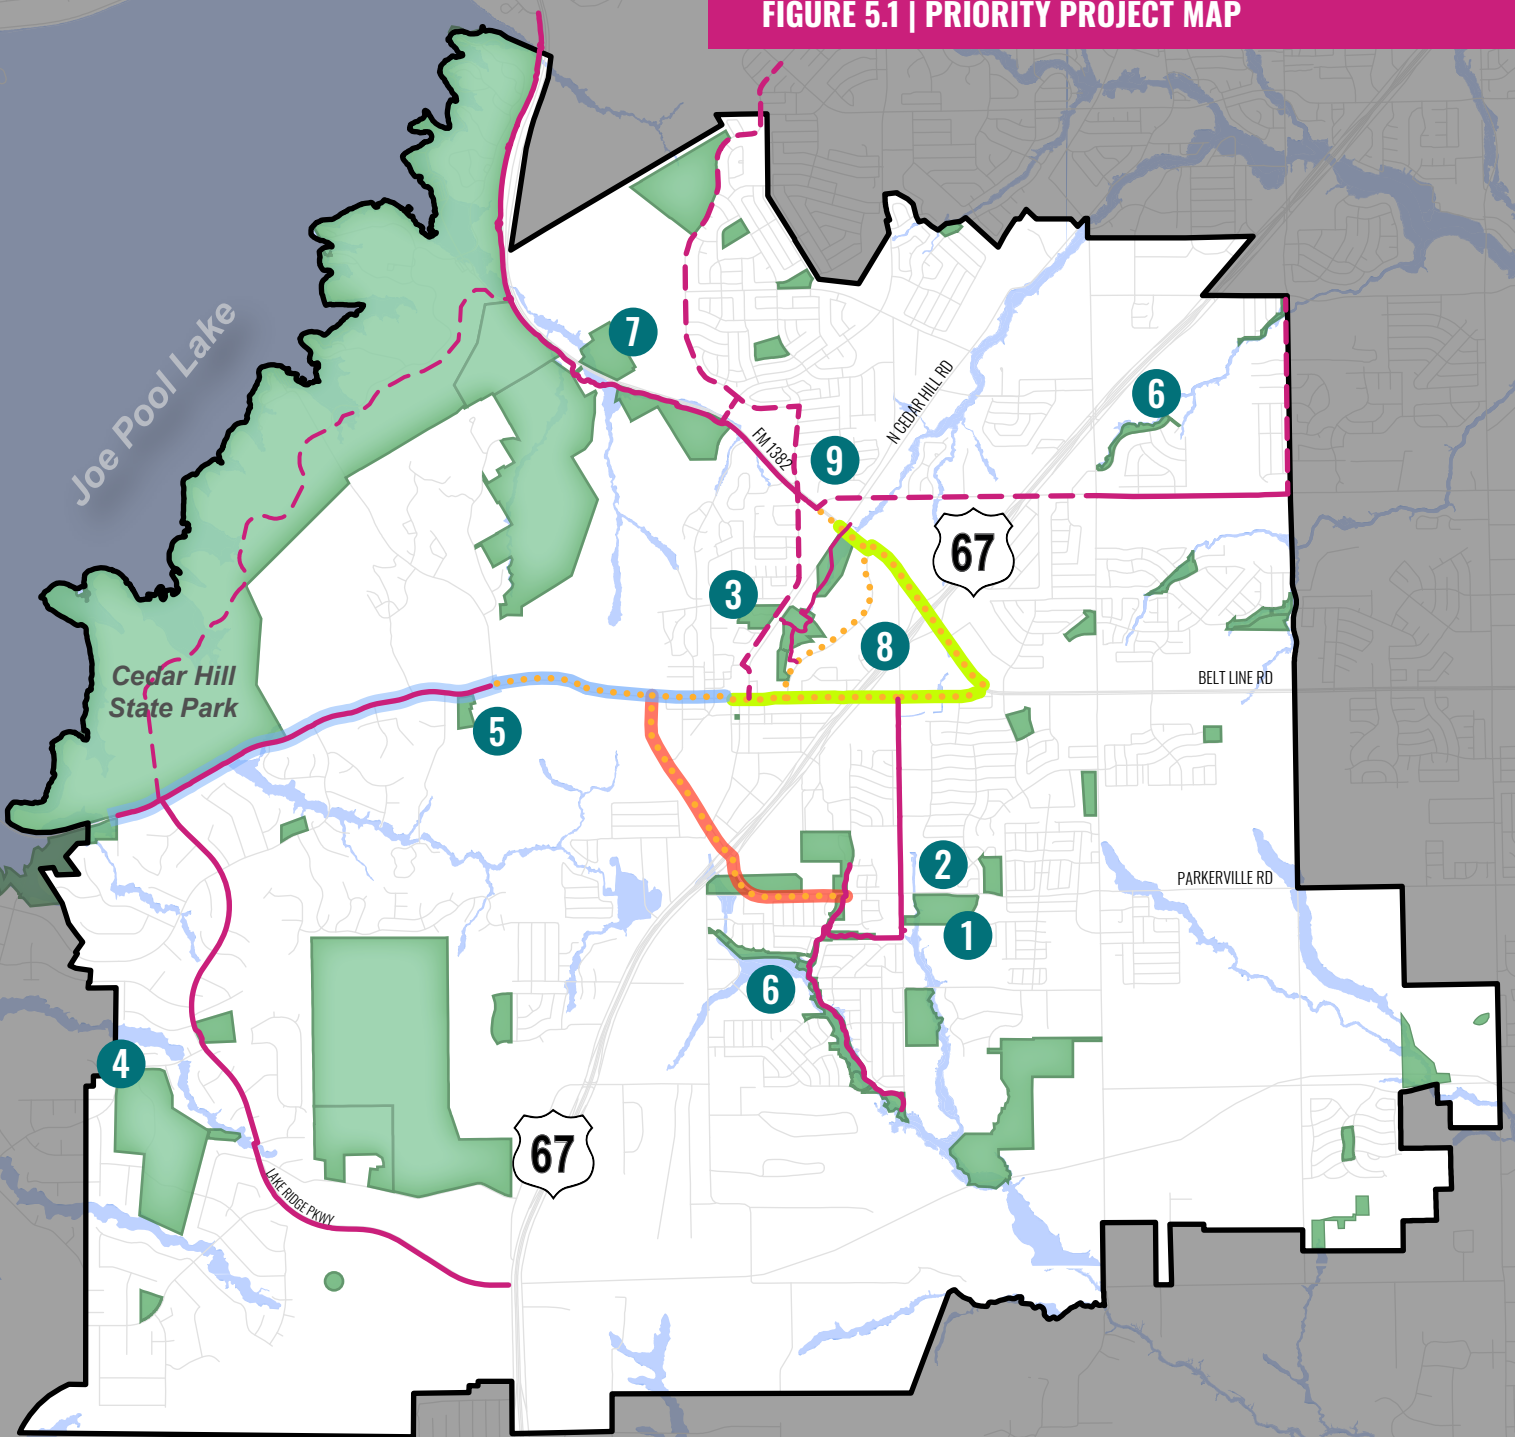 FIGURE 5.1 | PRIORITY PROJECT MAP
Joe Pool Lake
7
6
N CEDAR HILL RD
FM 1382
9
67
3
8
Cedar Hill
State Park
BELT LINE RD
5
2
PARKERVILLE RD
1
6
4
67
LAKE RIDGE PKWY